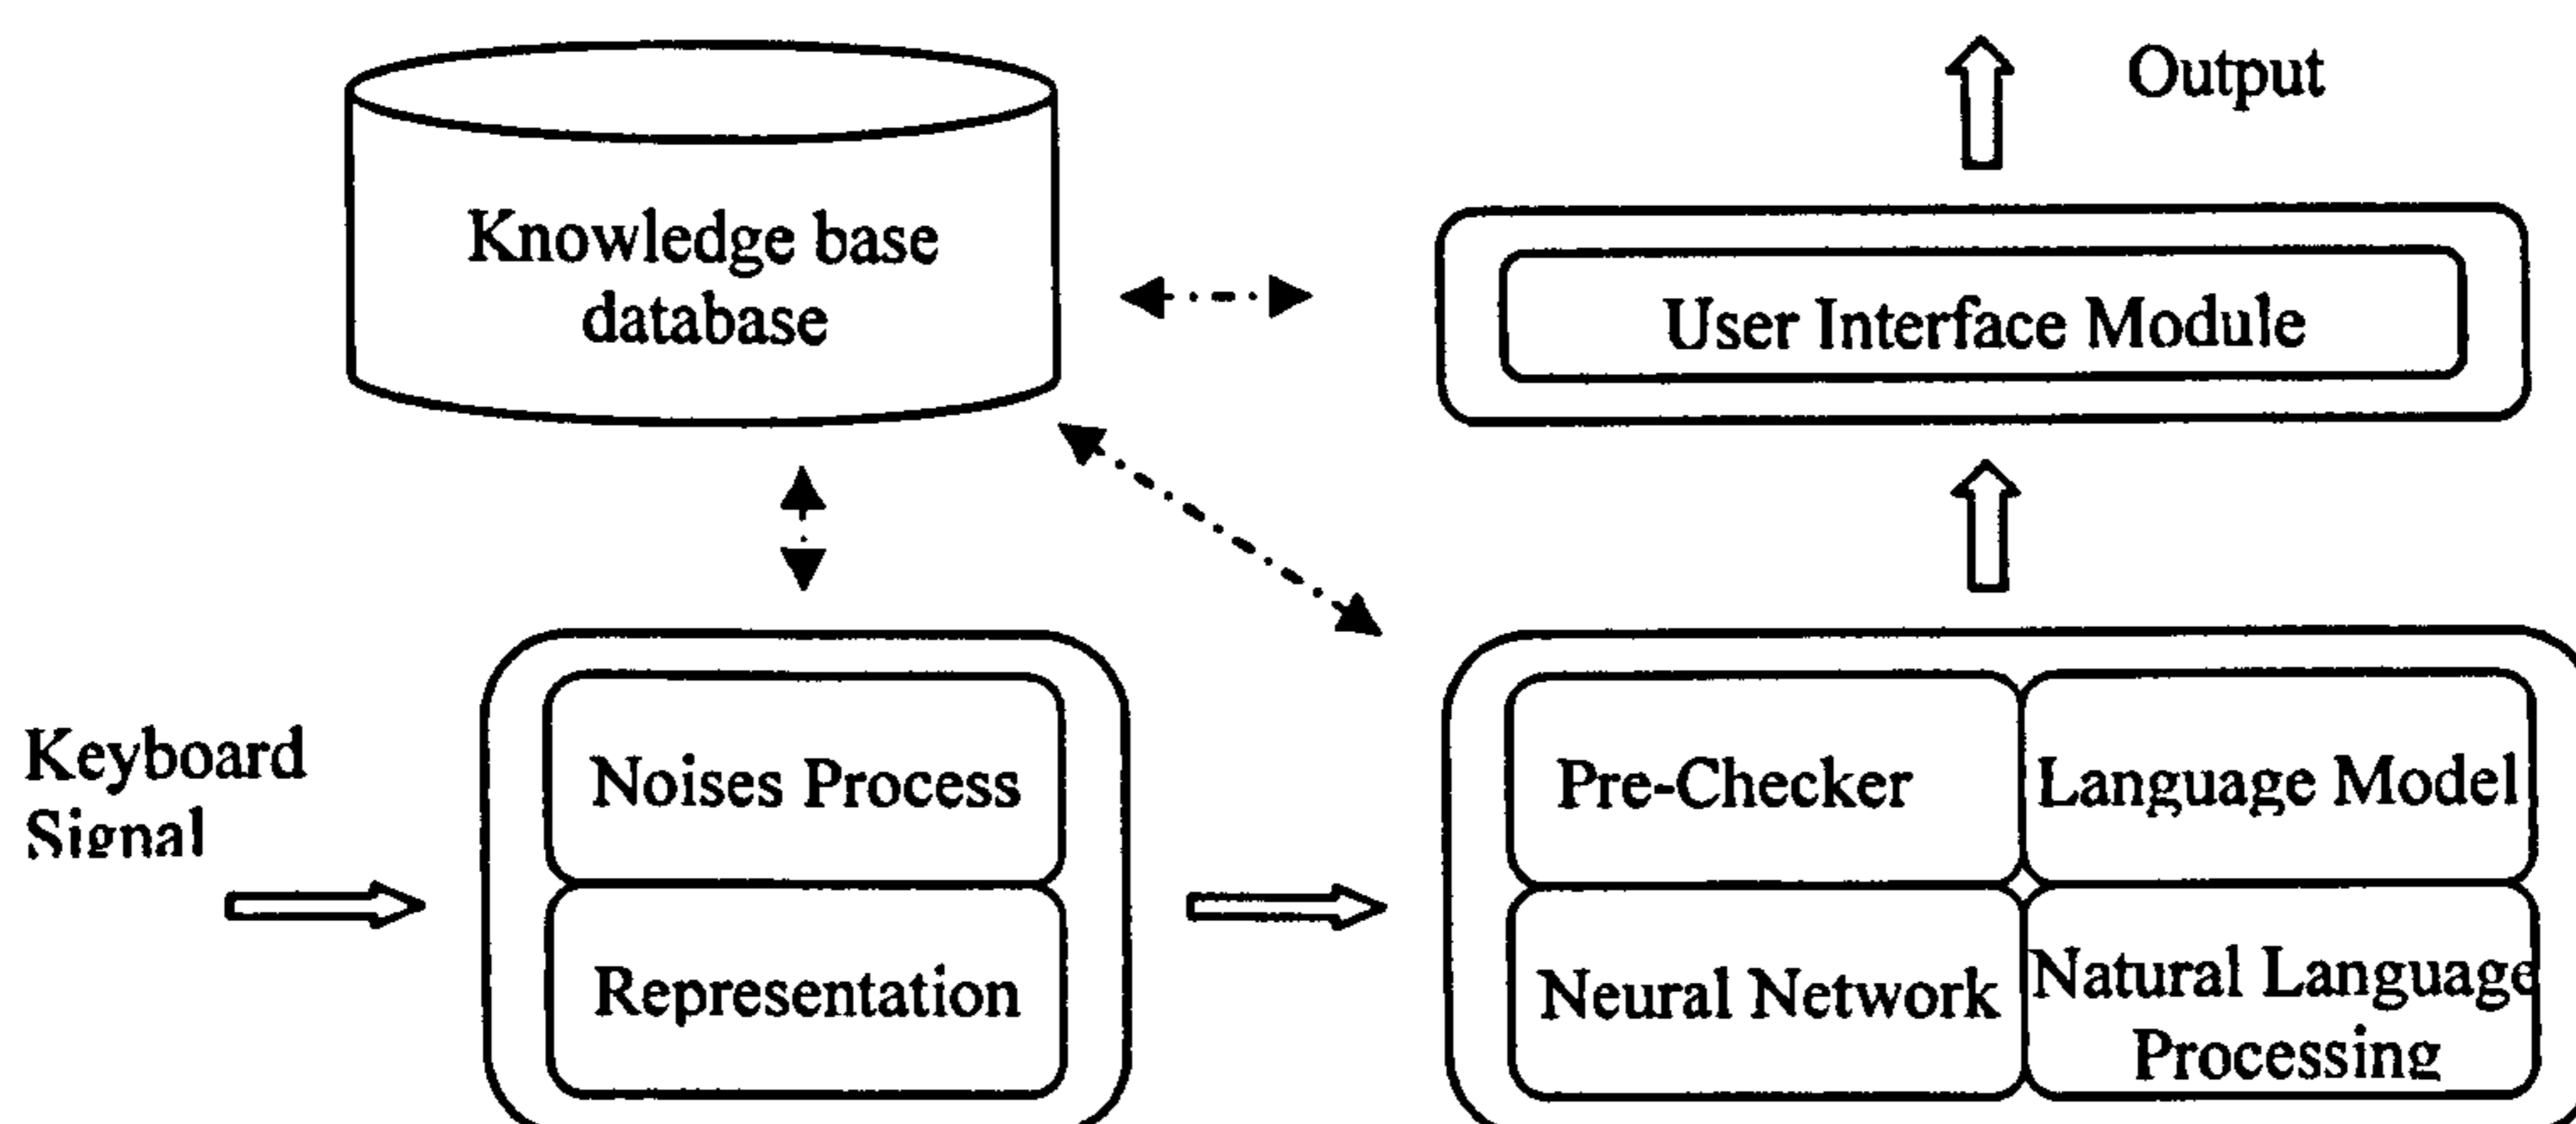 Output
Knowledge base
database
User Interface Module
Keyboard
Signal
Noises Process
Representation
Pre-Checker
Language Model
Neural Network
Natural Language
Processing